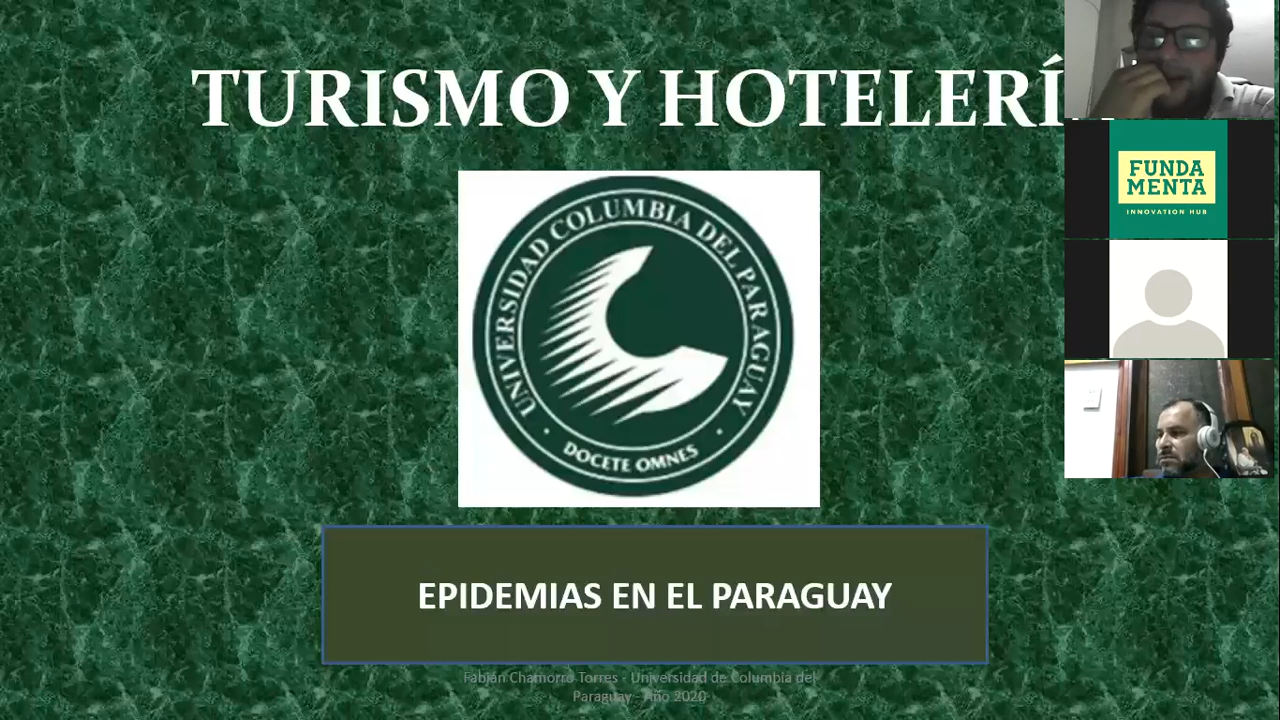 TURISMO Y HOTELERÍ
UNIVERSIDAD COLUMBIA DEL PARAGUAY
DOCETE OMNES
EPIDEMIAS EN EL PARAGUAY
Fabián Chamorro Torres - Universidad de Columbia del
Paraguay - Año 2020
FUNDA
MENTA
INNOVATION HUB